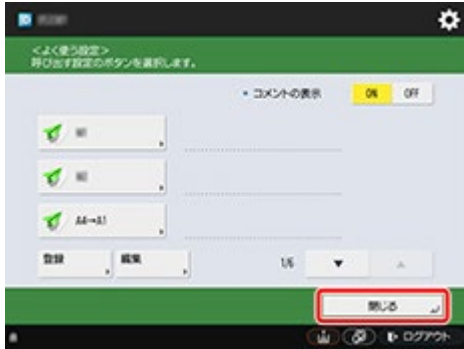 <よく使う設定>
呼び出す設定のボタンを選択します。
• コメントの表示 ON OFF
A4→A1
登録 編集 1/6 ▼ ▲
閉じる
ログアウト